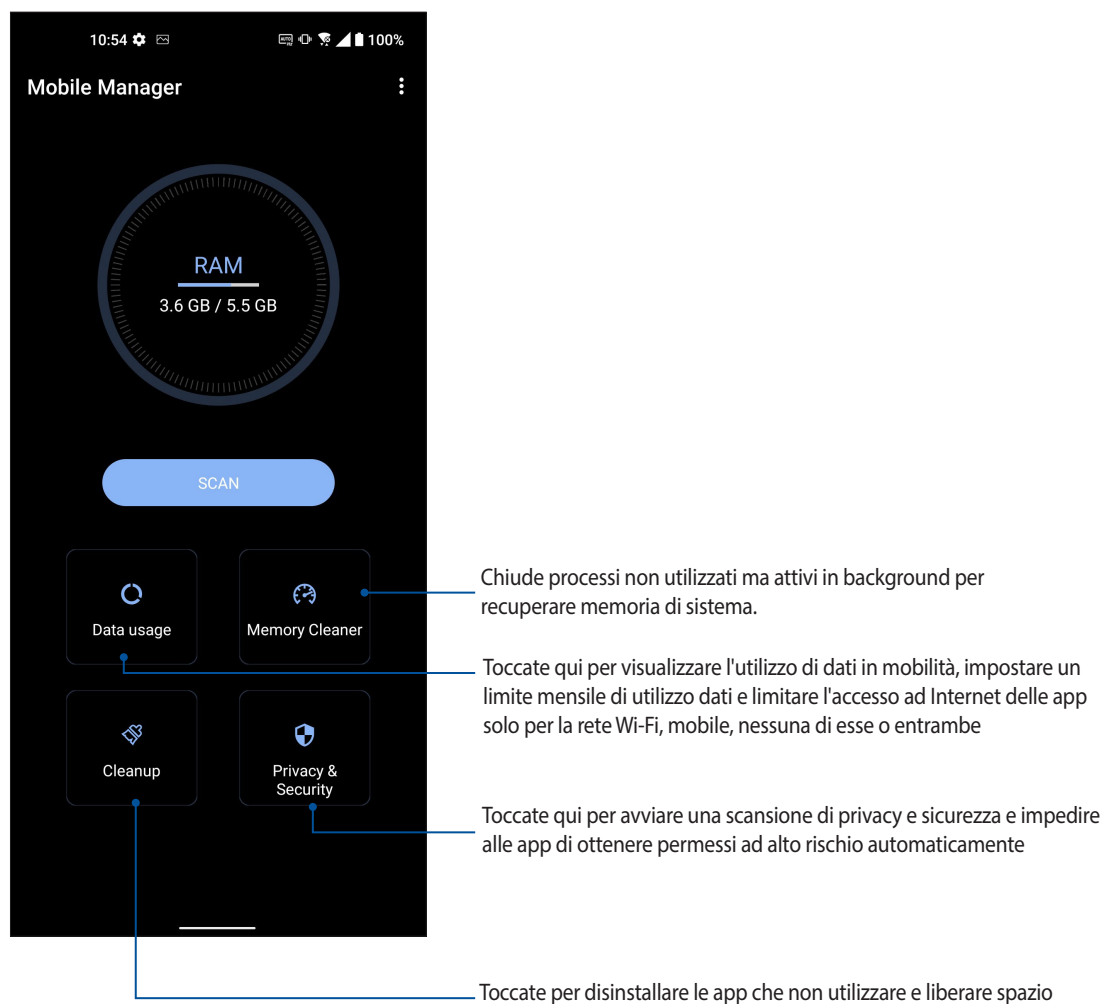 10:54
100%
Mobile Manager
RAM
3.6 GB / 5.5 GB
SCAN
Data usage
Memory Cleaner
Cleanup
Privacy &
Security
Chiude processi non utilizzati ma attivi in background per
recuperare memoria di sistema.
Toccate qui per visualizzare l'utilizzo di dati in mobilità, impostare un
limite mensile di utilizzo dati e limitare l'accesso ad Internet delle app
solo per la rete Wi-Fi, mobile, nessuna di esse o entrambe
Toccate qui per avviare una scansione di privacy e sicurezza e impedire
alle app di ottenere permessi ad alto rischio automaticamente
Toccate per disinstallare le app che non utilizzare e liberare spazio